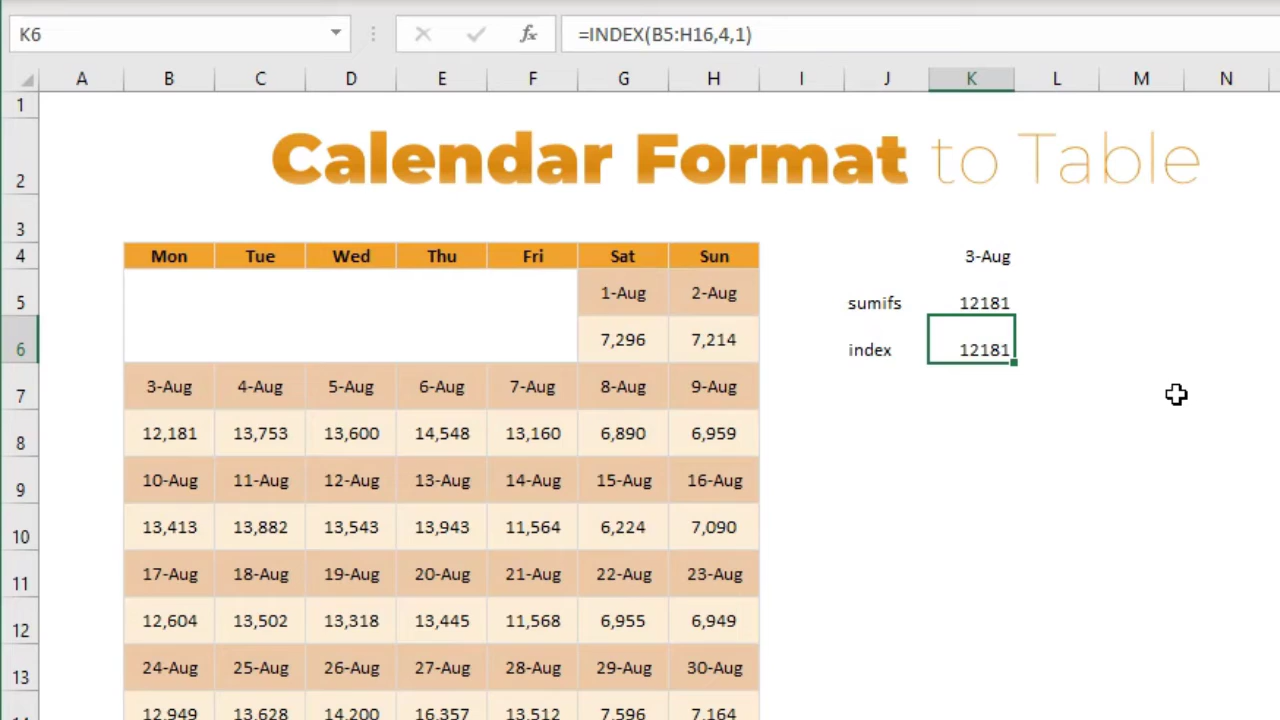 K6 fx =INDEX(B5:H16,4,1)
A B C D E F G H I J K L M N
1
2 Calendar Format to Table
3
4 Mon Tue Wed Thu Fri Sat Sun 3-Aug
5 1-Aug 2-Aug sumifs 12181
6 7,296 7,214 index 12181
7 3-Aug 4-Aug 5-Aug 6-Aug 7-Aug 8-Aug 9-Aug
8 12,181 13,753 13,600 14,548 13,160 6,890 6,959
9 10-Aug 11-Aug 12-Aug 13-Aug 14-Aug 15-Aug 16-Aug
10 13,413 13,882 13,543 13,943 11,564 6,224 7,090
11 17-Aug 18-Aug 19-Aug 20-Aug 21-Aug 22-Aug 23-Aug
12 12,604 13,502 13,318 13,445 11,568 6,955 6,949
13 24-Aug 25-Aug 26-Aug 27-Aug 28-Aug 29-Aug 30-Aug
14 12,949 13,628 14,200 16,357 13,512 7,596 7,164